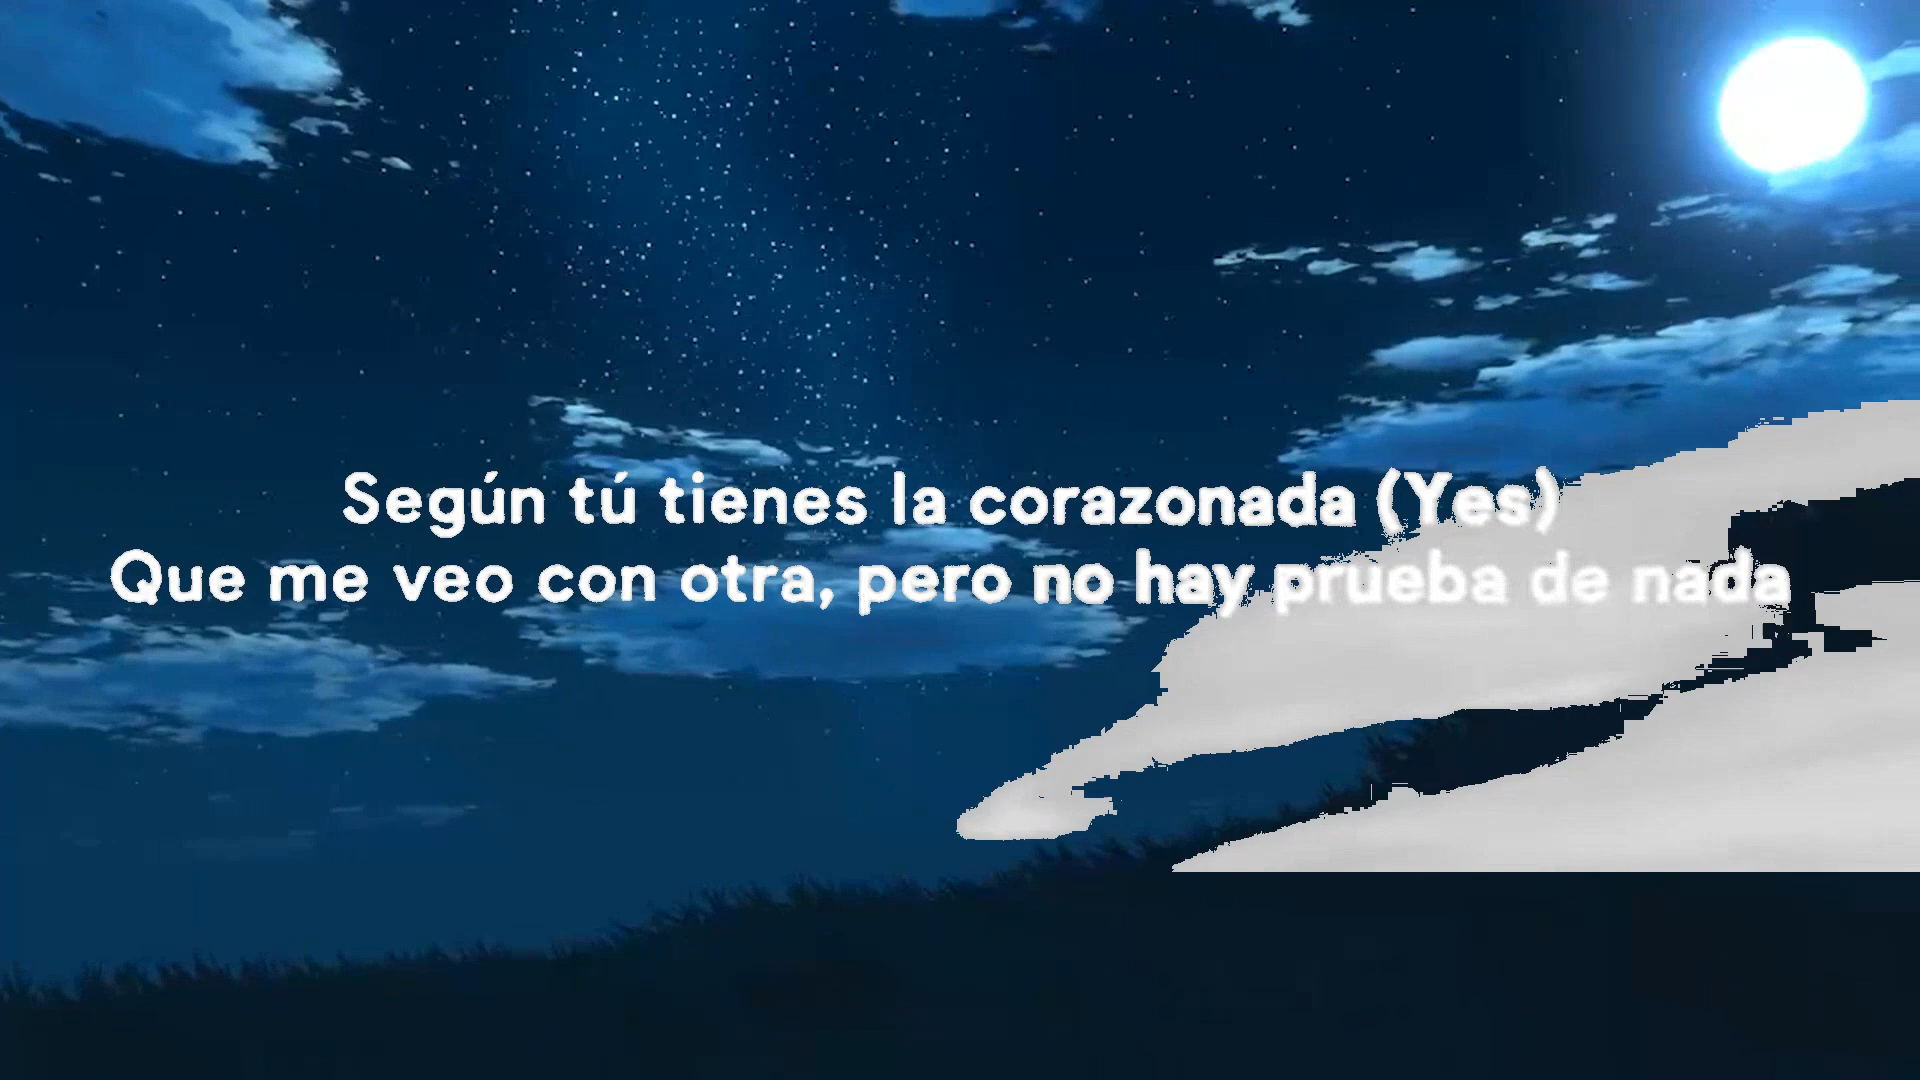 Según tú tienes la corazonada (Yes)
Que me veo con otra, pero no hay prueba de nada